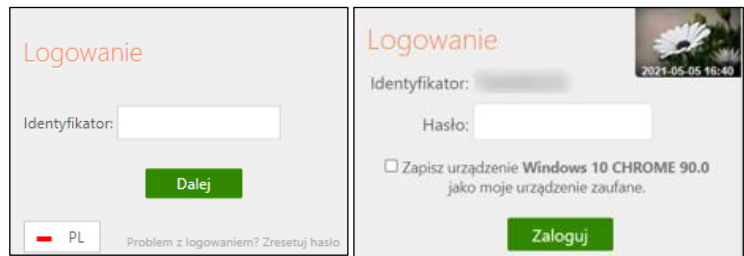 Logowanie
Identyfikator:
Dalej
PL
Problem z logowaniem? Zresetuj hasło
Logowanie
2021-05-05 16:40
Identyfikator:
Hasło:
Zapisz urządzenie Windows 10 CHROME 90.0
jako moje urządzenie zaufane.
Zaloguj